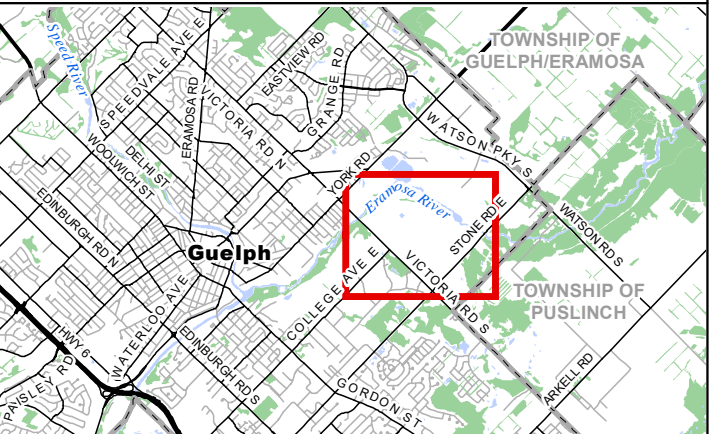 Speed River
SPEEDVALE AVE E
EASTVIEW RD
GRANGE RD
TOWNSHIP OF
GUELPH/ERAMOSA
ERAMOSA RD
VICTORIA RD N
WATSON PKY S
WOOLWICH ST
DELHI ST
YORK RD
Eramosa River
EDINBURGH RD N
STONE RD E
WATSON RD S
Guelph
COLLEGE AVE E
VICTORIA RD S
TOWNSHIP OF
PUSLINCH
WATERLOO AVE
HWY 6
EDINBURGH RD S
PAISLEY RD
GORDON ST
ARKELL RD